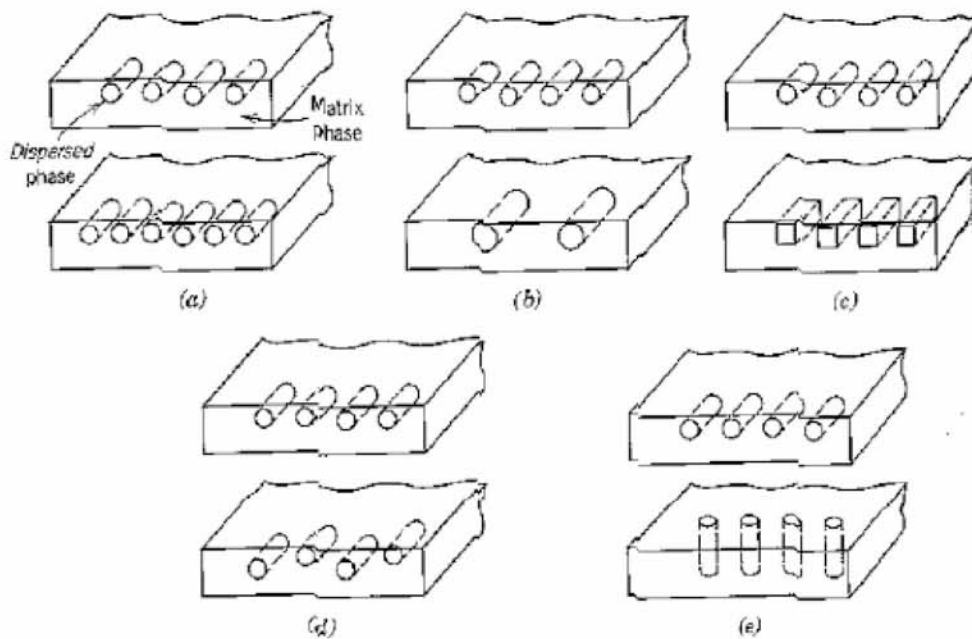 Matrix
Phase
Dispersed
phase
(a)
(b)
(c)
(d)
(e)